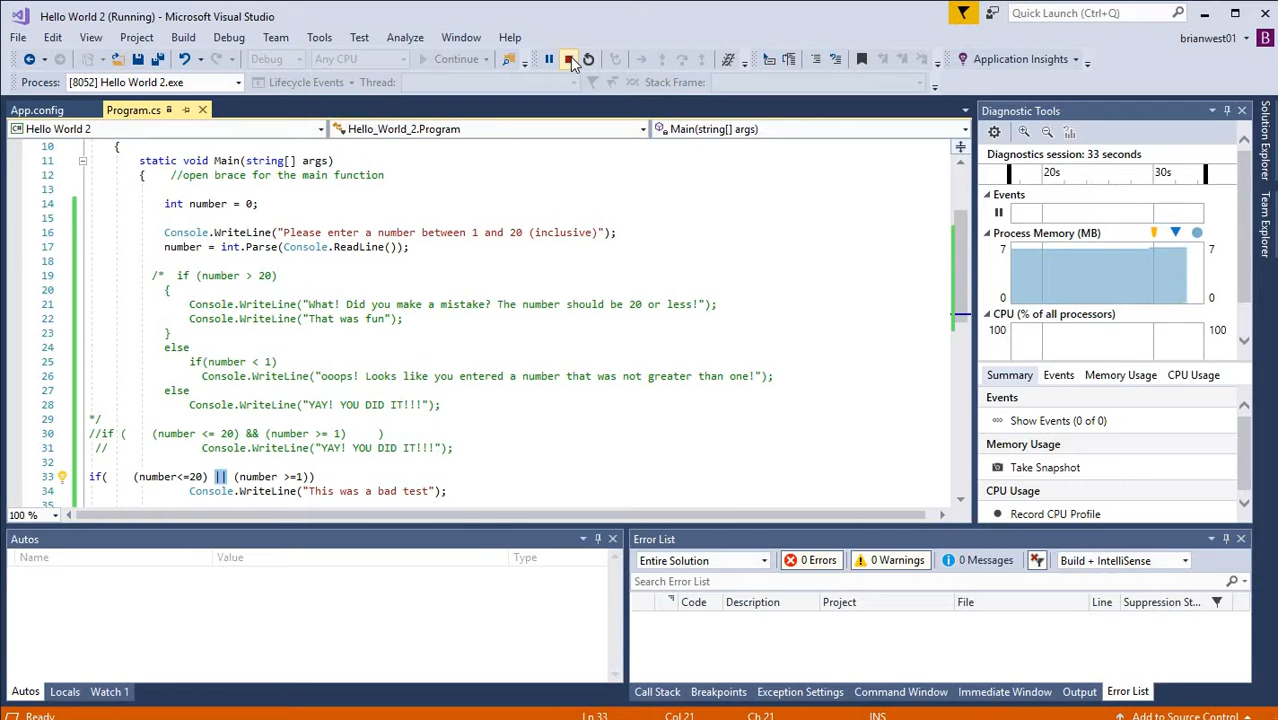 Hello World 2 (Running) - Microsoft Visual Studio
Quick Launch (Ctrl+Q)
File Edit View Project Build Debug Team Tools Test Analyze Window Help
brianwest01 B
Debug Any CPU Continue Application Insights
Process: [8052] Hello World 2.exe Lifecycle Events Thread: Stack Frame:
App.config Program.cs
Hello World 2 Hello_World_2.Program Main(string[] args)
10 {
11 static void Main(string[] args)
12 { //open brace for the main function
13
14 int number = 0;
15
16 Console.WriteLine("Please enter a number between 1 and 20 (inclusive)");
17 number = int.Parse(Console.ReadLine());
18
19 /* if (number > 20)
20 {
21 Console.WriteLine("What! Did you make a mistake? The number should be 20 or less!");
22 Console.WriteLine("That was fun");
23 }
24 else
25 if(number < 1)
26 Console.WriteLine("ooops! Looks like you entered a number that was not greater than one!");
27 else
28 Console.WriteLine("YAY! YOU DID IT!!!");
29 */
30 //if ( (number <= 20) && (number >= 1) )
31 // Console.WriteLine("YAY! YOU DID IT!!!");
32
33 if( (number<=20) || (number >=1))
34 Console.WriteLine("This was a bad test");
100 %
Diagnostic Tools
Diagnostics session: 33 seconds
20s 30s
Events
Process Memory (MB)
7 7
0 0
CPU (% of all processors)
100 100
Summary Events Memory Usage CPU Usage
Events
Show Events (0 of 0)
Memory Usage
Take Snapshot
CPU Usage
Record CPU Profile
Solution Explorer
Team Explorer
Autos
Name Value Type
Autos Locals Watch 1
Error List
Entire Solution 0 Errors 0 Warnings 0 Messages Build + IntelliSense
Search Error List
Code Description Project File Line Suppression St...
Call Stack Breakpoints Exception Settings Command Window Immediate Window Output Error List
Ready Ln 33 Col 21 Ch 21 INS Add to Source Control